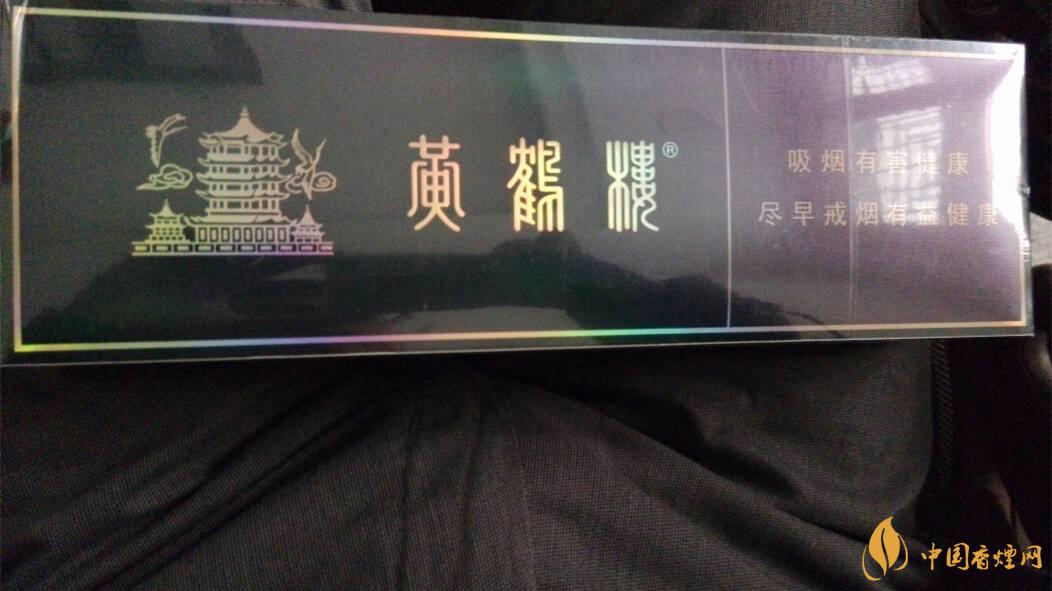 黄鹤楼®
吸烟有害健康
尽早戒烟有益健康
中国香烟网